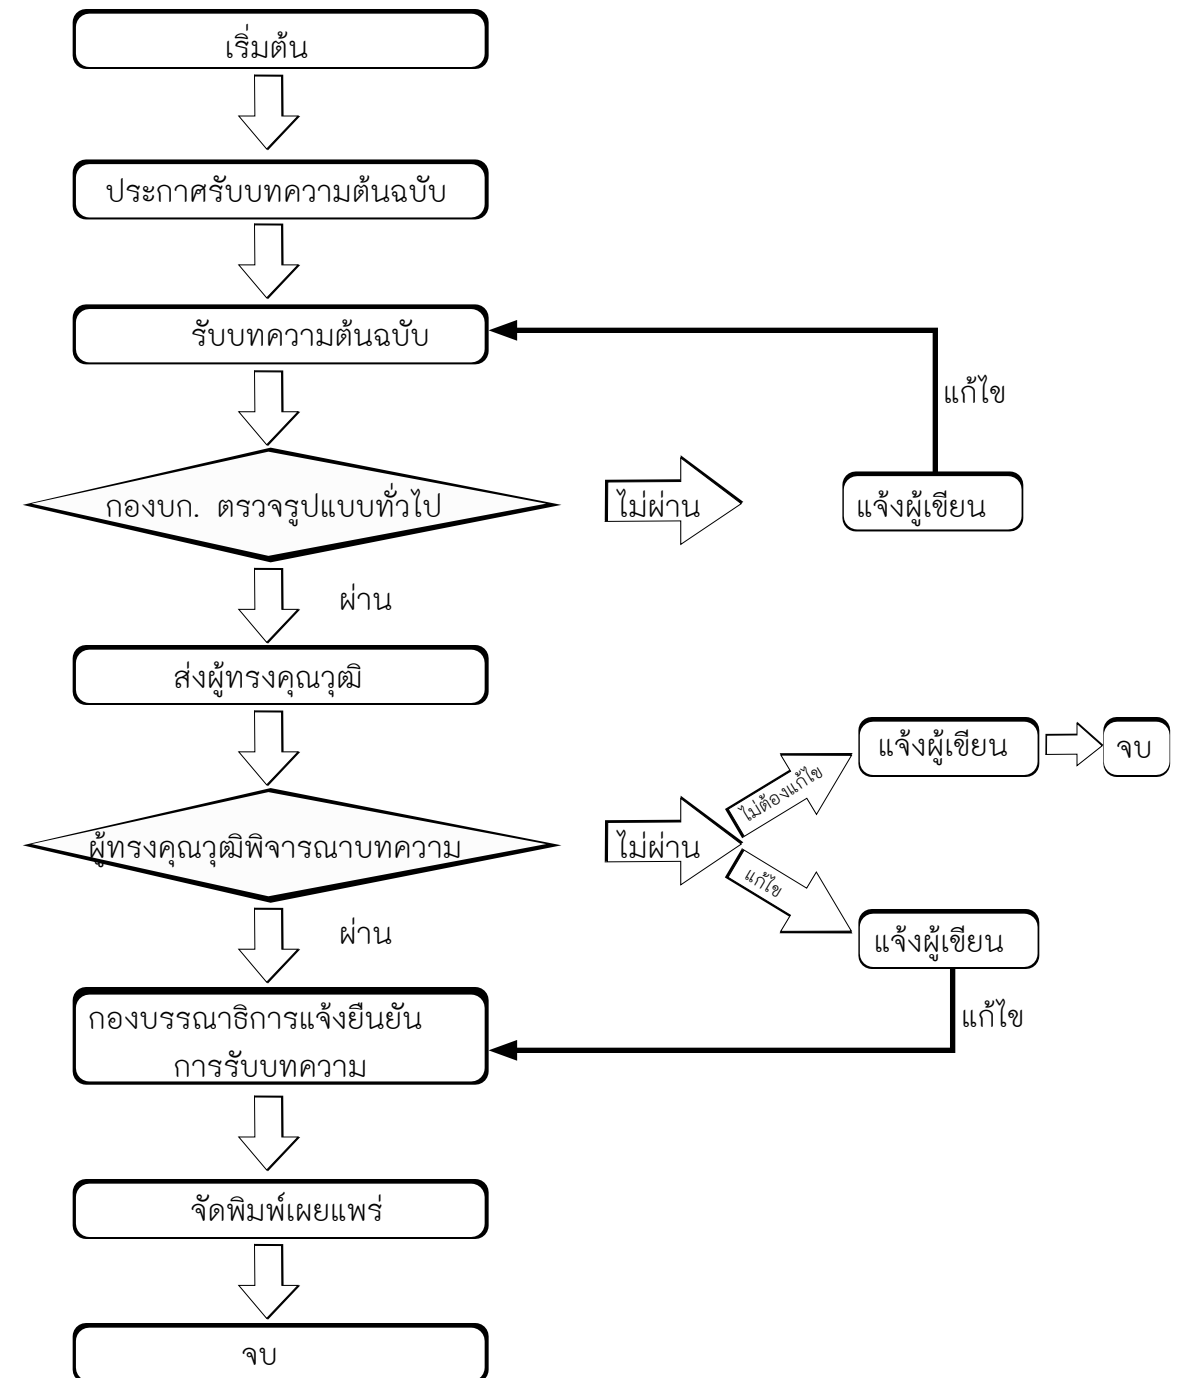 เริ่มต้น
ประกาศรับบทความต้นฉบับ
รับบทความต้นฉบับ
แก้ไข
กองบก. ตรวจรูปแบบทั่วไป
ไม่ผ่าน
แจ้งผู้เขียน
ผ่าน
ส่งผู้ทรงคุณวุฒิ
ไม่ต้องแก้ไข
แจ้งผู้เขียน
จบ
ผู้ทรงคุณวุฒิพิจารณาบทความ
ไม่ผ่าน
แก้ไข
แจ้งผู้เขียน
ผ่าน
แก้ไข
กองบรรณาธิการแจ้งยืนยัน
การรับบทความ
จัดพิมพ์เผยแพร่
จบ